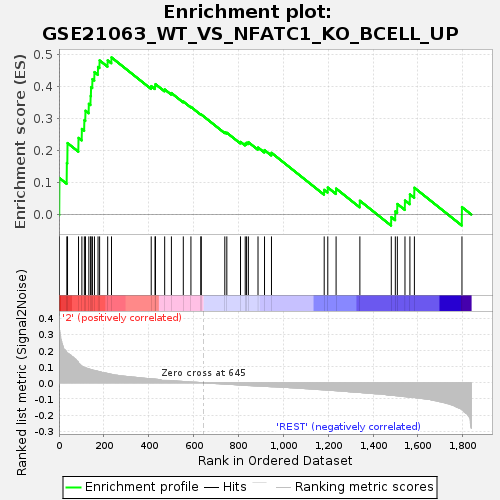 Enrichment plot:
GSE21063_WT_VS_NFATC1_KO_BCELL_UP
Enrichment score (ES)
0.5
0.4
0.3
0.2
0.1
0.0
'2' (positively correlated)
Zero cross at 645
'REST' (negatively correlated)
Ranked list metric (Signal2Noise)
0.4
0.3
0.2
0.1
0.0
-0.1
-0.2
-0.3
0 200 400 600 800 1,000 1,200 1,400 1,600 1,800
Rank in Ordered Dataset
Enrichment profile Hits Ranking metric scores